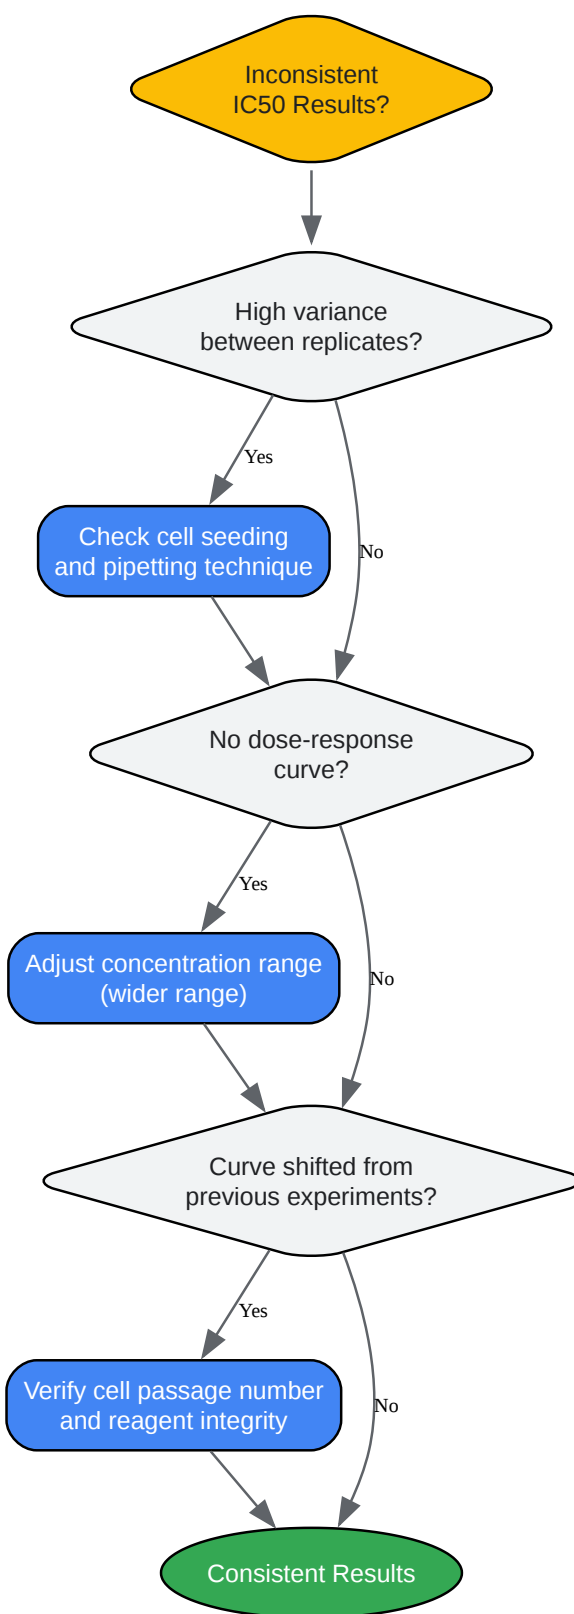 Inconsistent
IC50 Results?
High variance
between replicates?
Yes
Check cell seeding
and pipetting technique
No
No dose-response
curve?
Yes
Adjust concentration range
(wider range)
No
Curve shifted from
previous experiments?
Yes
Verify cell passage number
and reagent integrity
No
Consistent Results